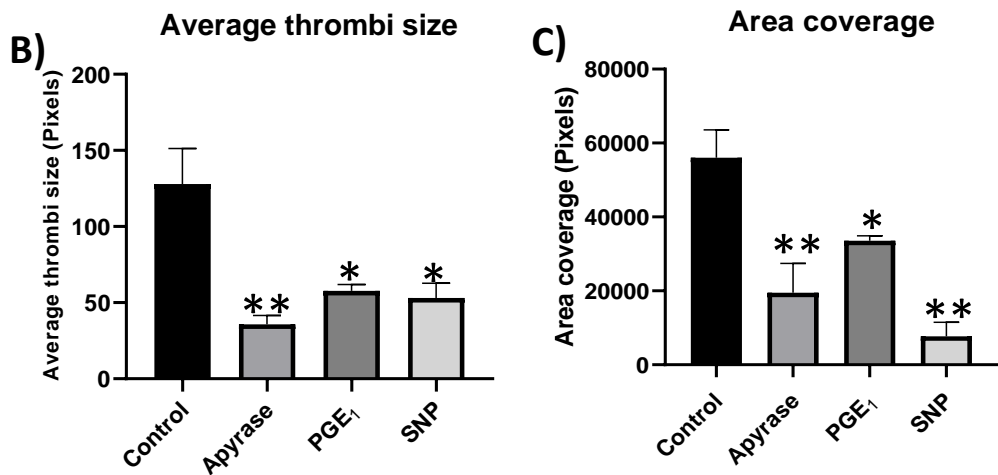 B)
Average thrombi size
Average thrombi size (Pixels)
200
150
100
50
0
**
*
*
Control
Apyrase
PGE₁
SNP
C)
Area coverage
Area coverage (Pixels)
80000
60000
40000
20000
0
**
*
**
Control
Apyrase
PGE₁
SNP